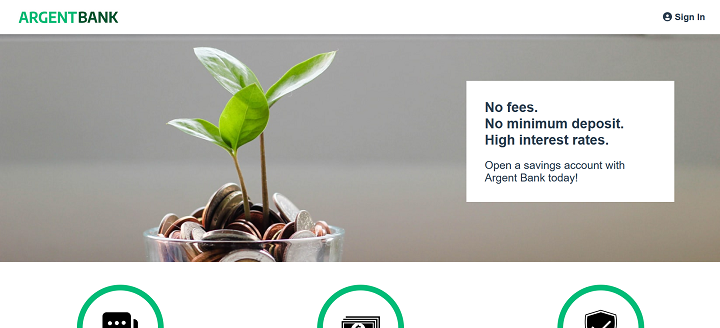 ARGENTBANK
Sign In
No fees.
No minimum deposit.
High interest rates.
Open a savings account with
Argent Bank today!